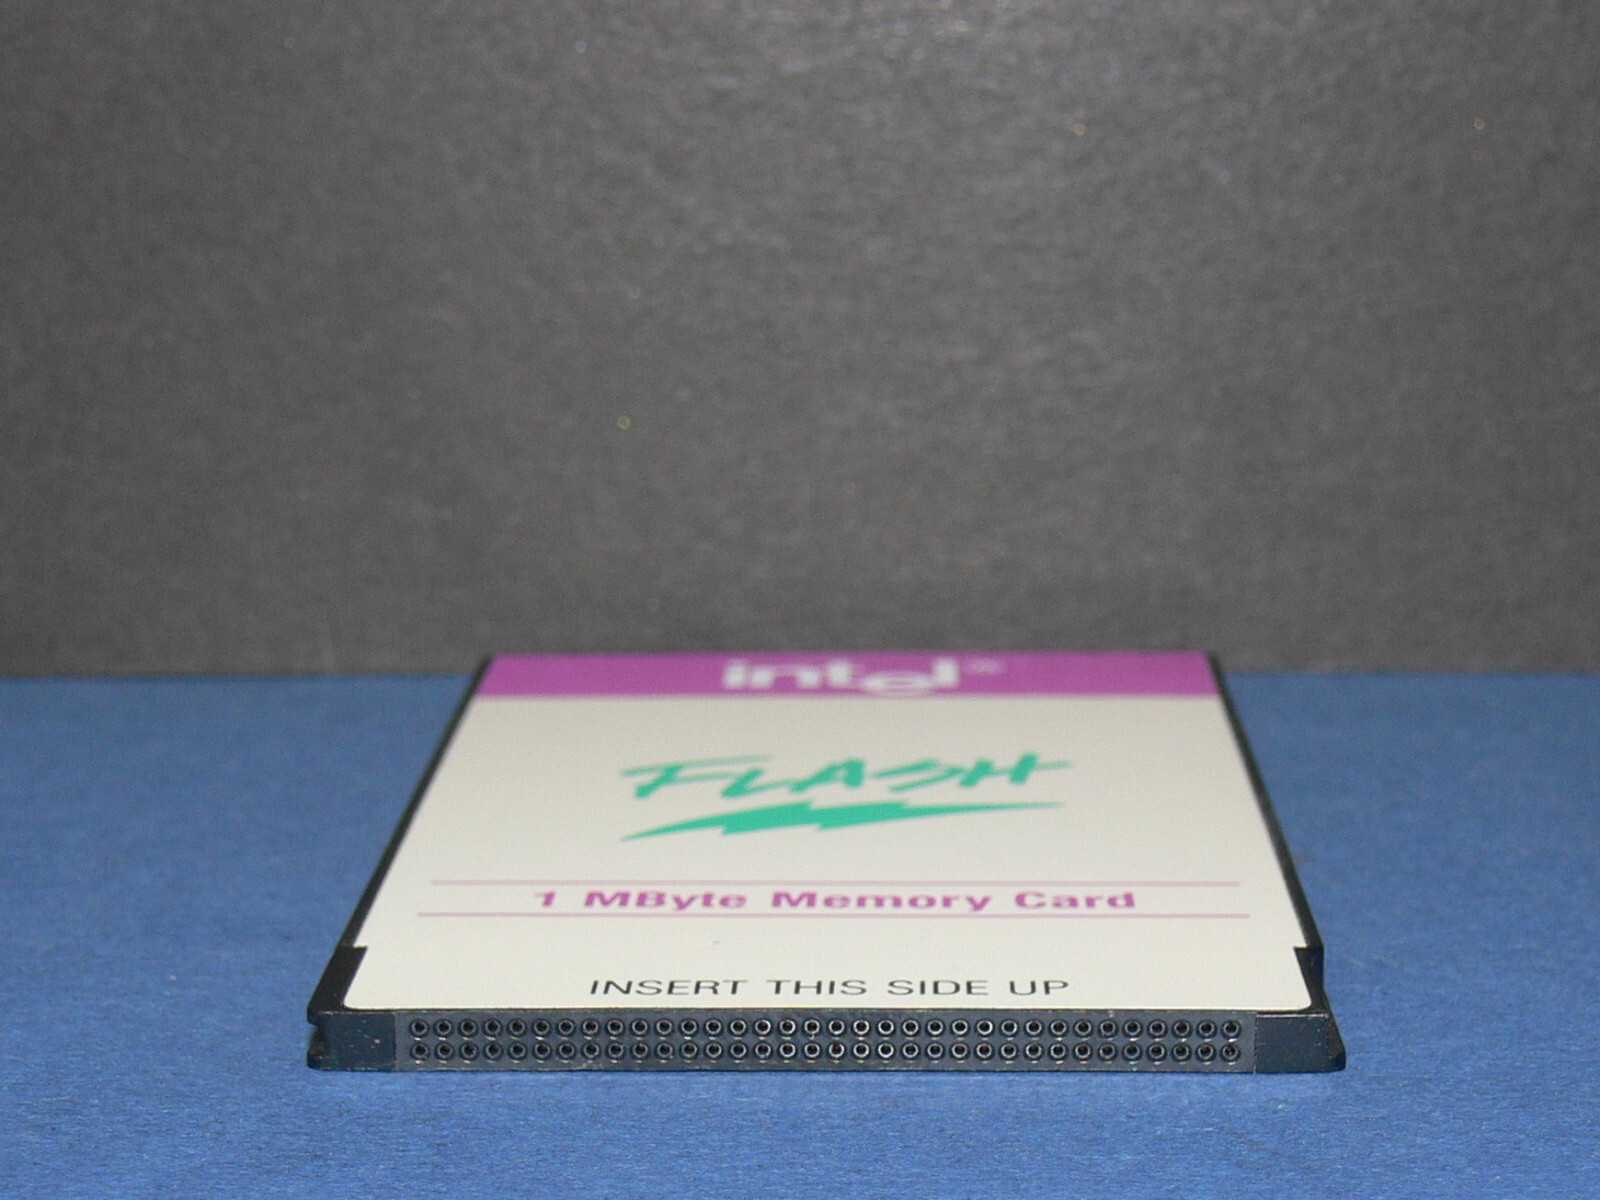 intel®
FLASH
1 MByte Memory Card
INSERT THIS SIDE UP